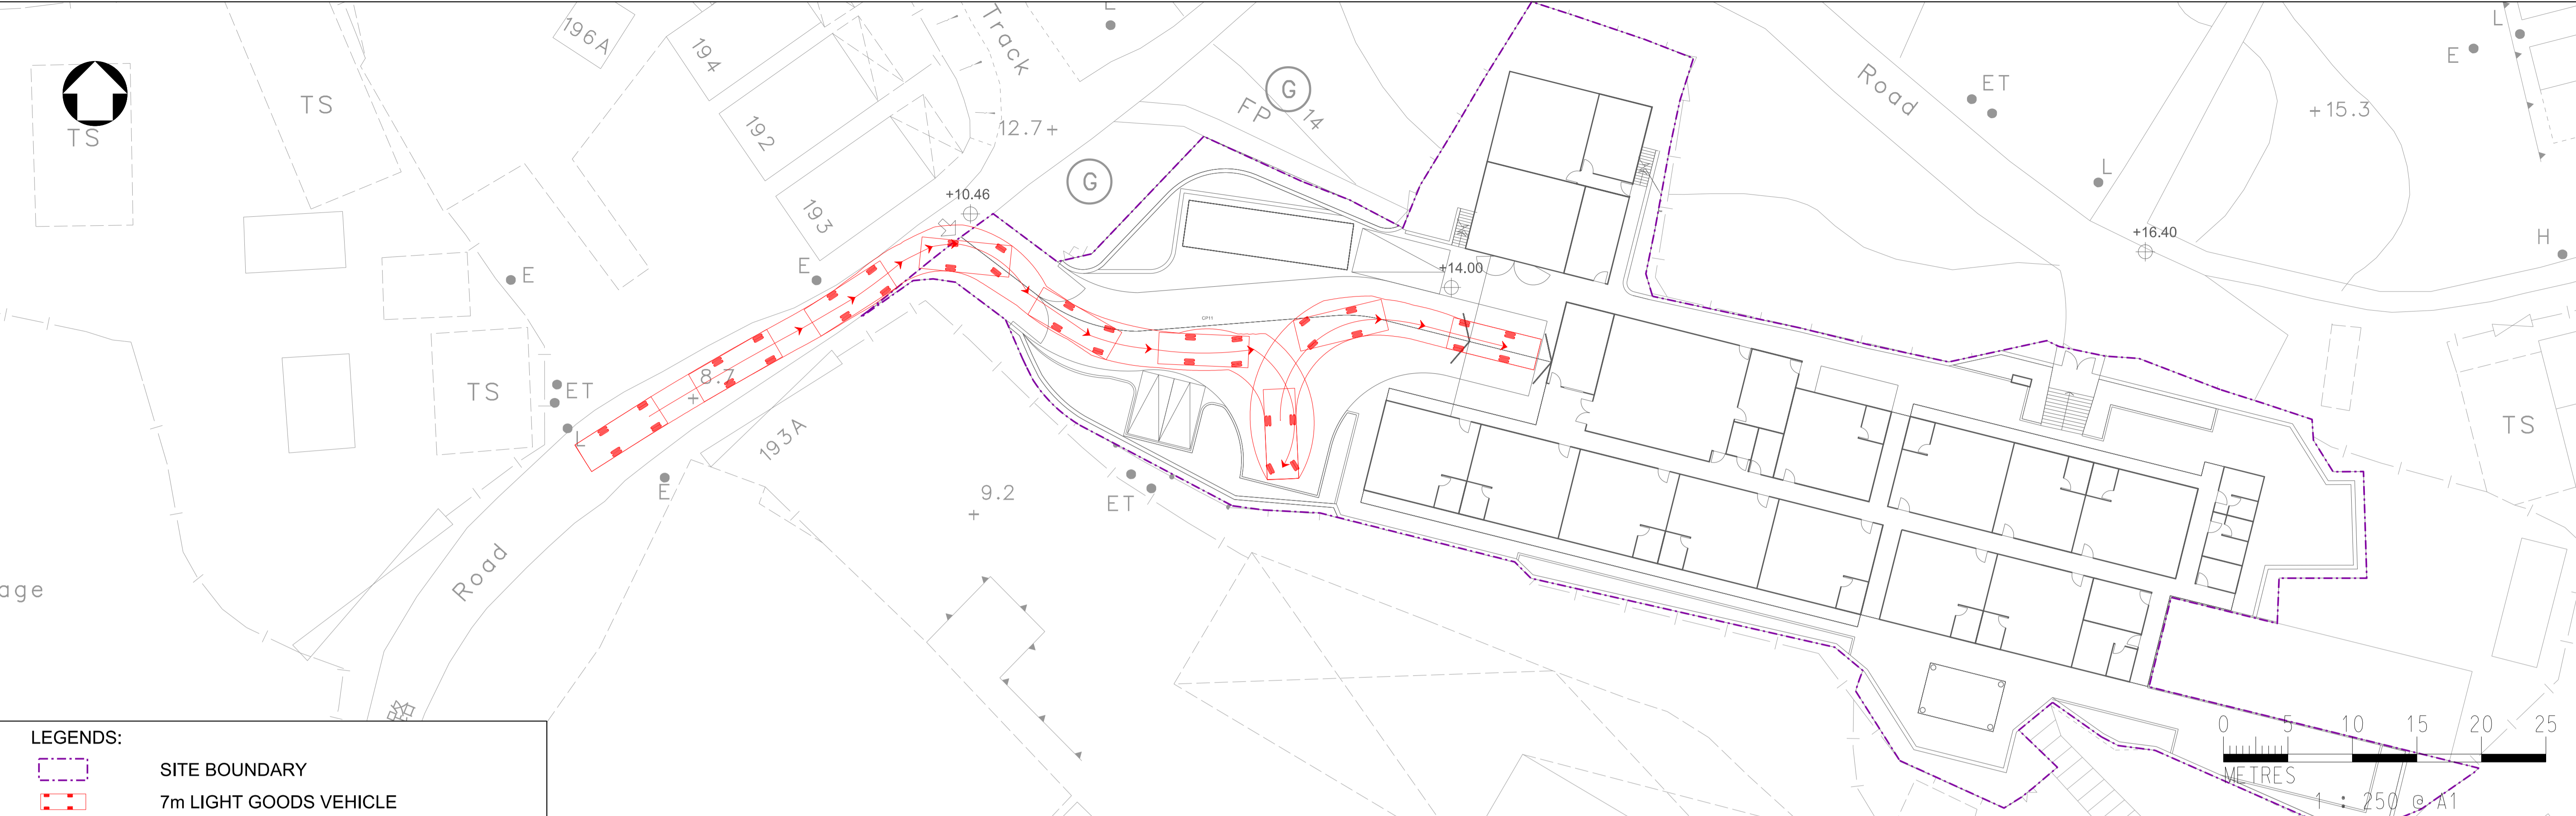 196A
194
Track
L
Road
ET
E
L
TS
TS
192
12.7+
G
FP
14
+15.3
G
L
193
+10.46
+16.40
H
E
E
+14.00
CP11
TS
ET
8.7
L
193A
TS
E
9.2
ET
Road
age
路
0 5 10 15 20 25
METRES
1 : 250 @ A1
LEGENDS:
SITE BOUNDARY
7m LIGHT GOODS VEHICLE